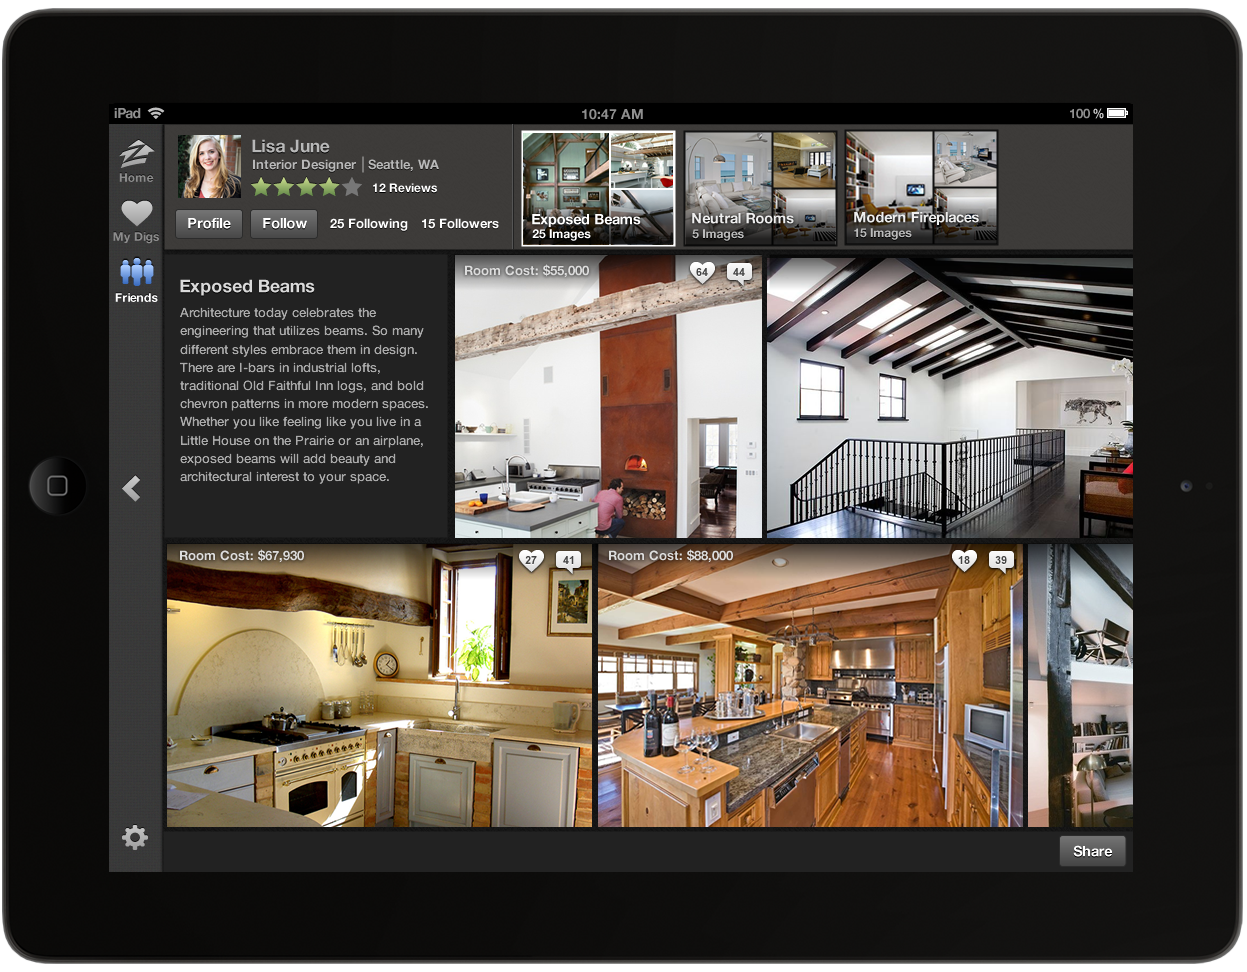 iPad
10:47 AM
100 %
Home
My Digs
Friends
Lisa June
Interior Designer | Seattle, WA
12 Reviews
Profile
Follow
25 Following
15 Followers
Exposed Beams
25 Images
Neutral Rooms
5 Images
Modern Fireplaces
15 Images
Exposed Beams
Architecture today celebrates the
engineering that utilizes beams. So many
different styles embrace them in design.
There are I-bars in industrial lofts,
traditional Old Faithful Inn logs, and bold
chevron patterns in more modern spaces.
Whether you like feeling like you live in a
Little House on the Prairie or an airplane,
exposed beams will add beauty and
architectural interest to your space.
Room Cost: $55,000
64
44
Room Cost: $67,930
27
41
Room Cost: $88,000
18
39
Share